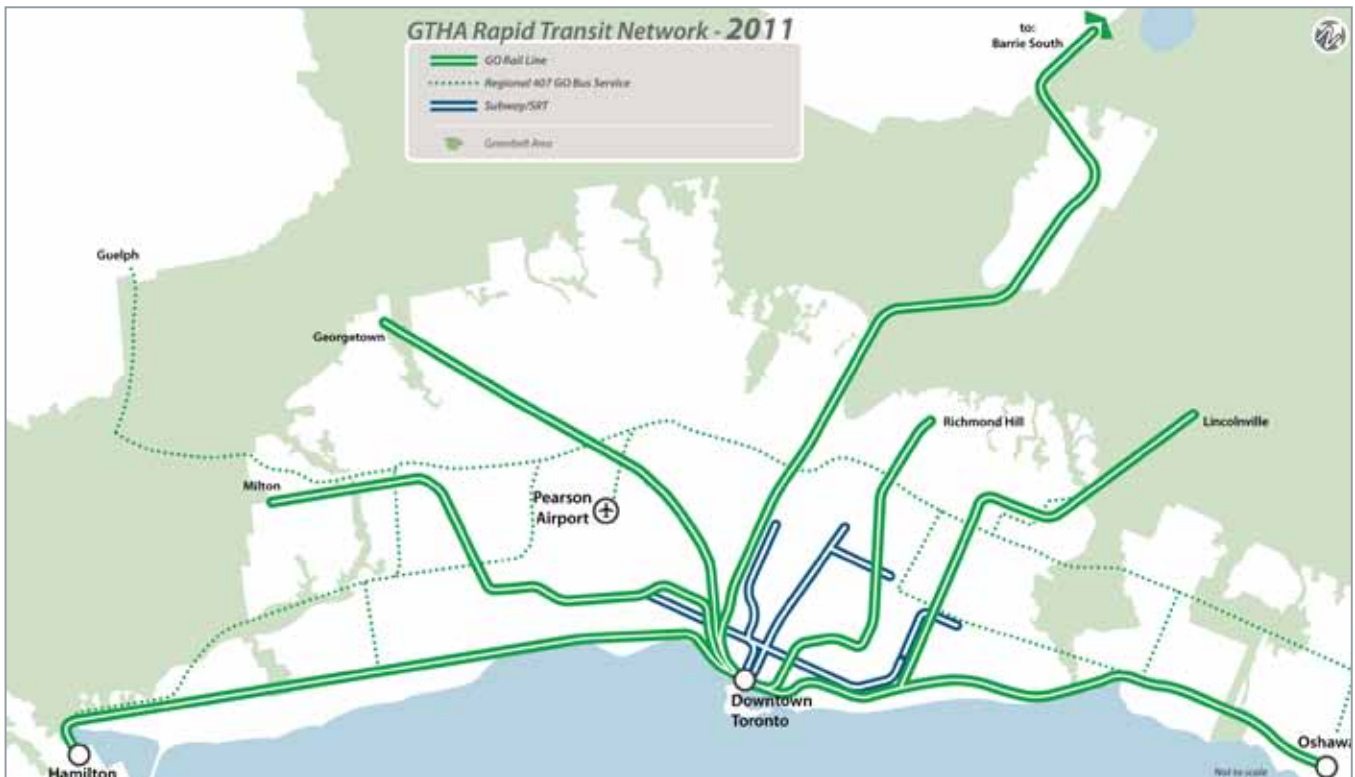 GTHA Rapid Transit Network - 2011
GO Rail Line
Regional 407 GO Bus Service
Subway/SRT
Greenbelt Area
to:
Barrie South
Guelph
Georgetown
Richmond Hill
Lincolnville
Milton
Pearson
Airport
Downtown
Toronto
Hamilton
Oshawa
Not to scale